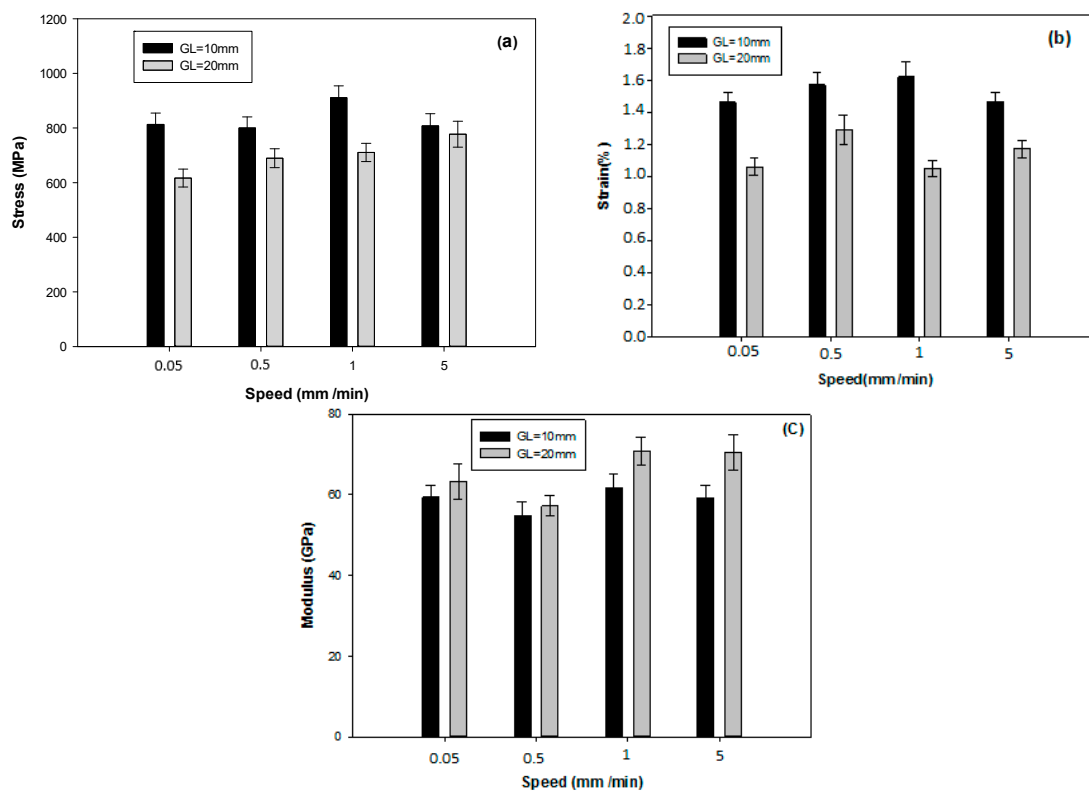 (a)
GL=10mm
GL=20mm
Stress (MPa)
1200
1000
800
600
400
200
0
0.05 0.5 1 5
Speed (mm /min)
(b)
GL=10mm
GL=20mm
Strain(% )
2.0
1.8
1.6
1.4
1.2
1.0
0.8
0.6
0.4
0.2
0.0
0.05 0.5 1 5
Speed(mm /min)
(C)
GL=10mm
GL=20mm
Modulus (GPa)
80
60
40
20
0
0.05 0.5 1 5
Speed (mm /min)